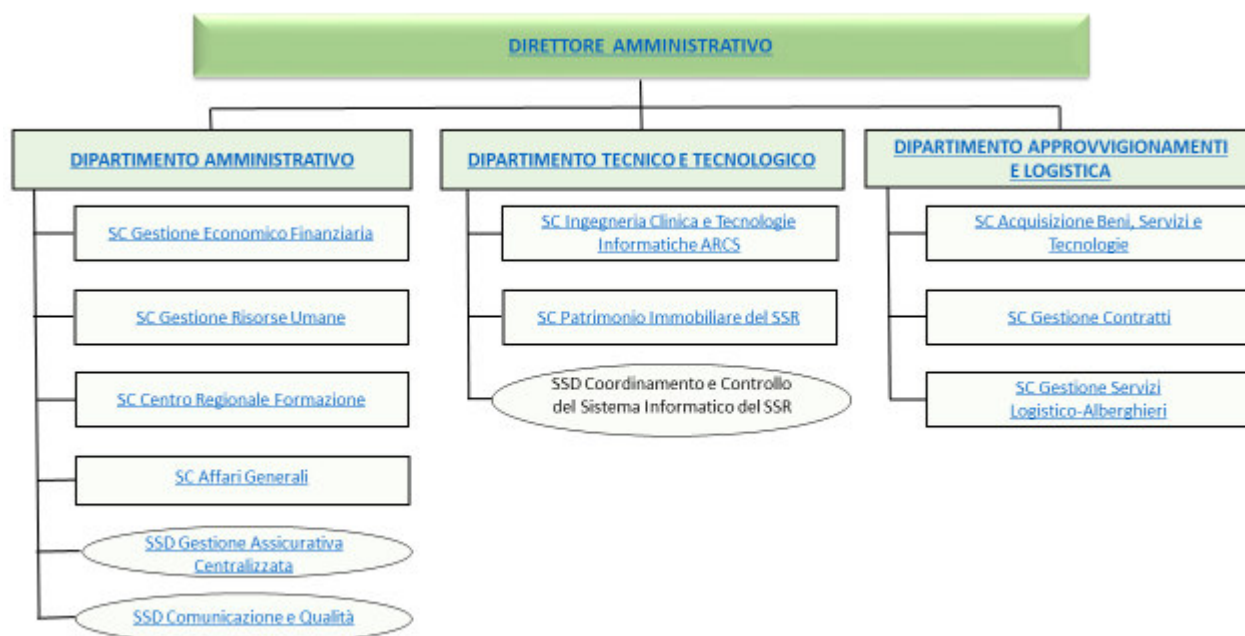 DIRETTORE AMMINISTRATIVO
DIPARTIMENTO AMMINISTRATIVO
SC Gestione Economico Finanziaria
SC Gestione Risorse Umane
SC Centro Regionale Formazione
SC Affari Generali
SSD Gestione Assicurativa
Centralizzata
SSD Comunicazione e Qualità
DIPARTIMENTO TECNICO E TECNOLOGICO
SC Ingegneria Clinica e Tecnologie
Informatiche ARCS
SC Patrimonio Immobiliare del SSR
SSD Coordinamento e Controllo
del Sistema Informatico del SSR
DIPARTIMENTO APPROVVIGIONAMENTI
E LOGISTICA
SC Acquisizione Beni, Servizi e
Tecnologie
SC Gestione Contratti
SC Gestione Servizi
Logistico-Alberghieri